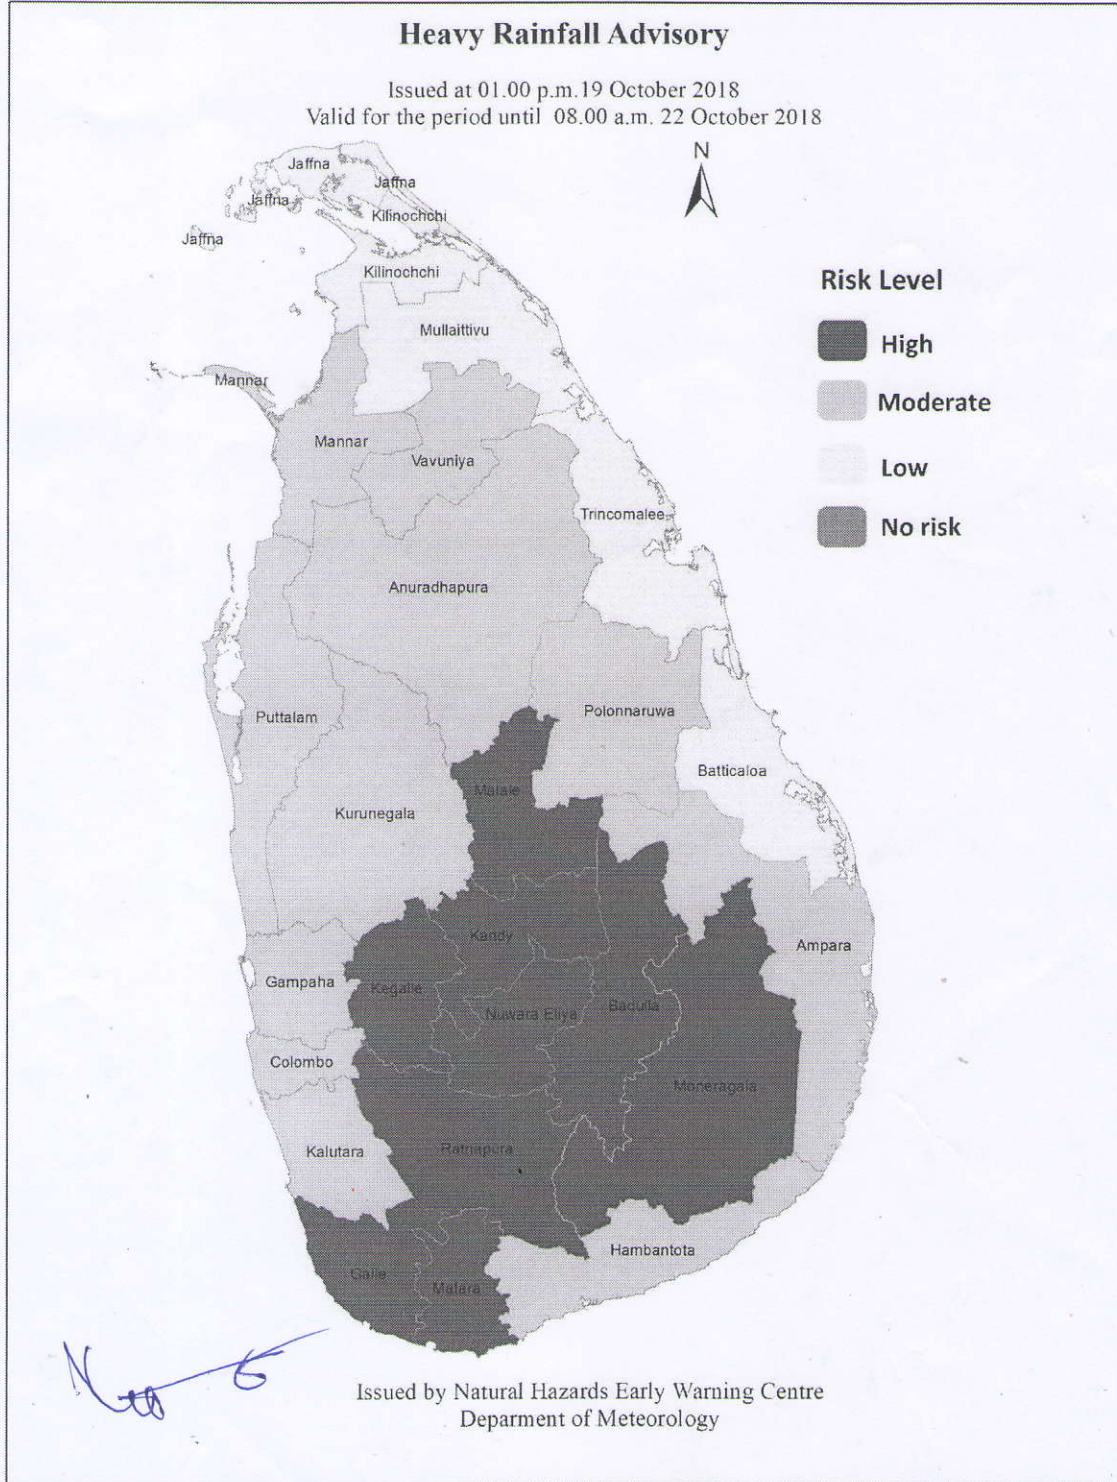 Heavy Rainfall Advisory
Issued at 01.00 p.m.19 October 2018
Valid for the period until 08.00 a.m. 22 October 2018
N
Jaffna
Jaffna
Jaffna
Kilinochchi
Jaffna
Kilinochchi
Risk Level
Mullaittivu
High
Mannar
Moderate
Mannar
Vavuniya
Low
Trincomalee
No risk
Anuradhapura
Polonnaruwa
Puttalam
Batticaloa
Matale
Kurunegala
Kandy
Ampara
Gampaha
Kegalle
Badulla
Nuwara Eliya
Colombo
Moneragala
Ratnapura
Kalutara
Hambantota
Galle
Matara
Issued by Natural Hazards Early Warning Centre
Deparment of Meteorology